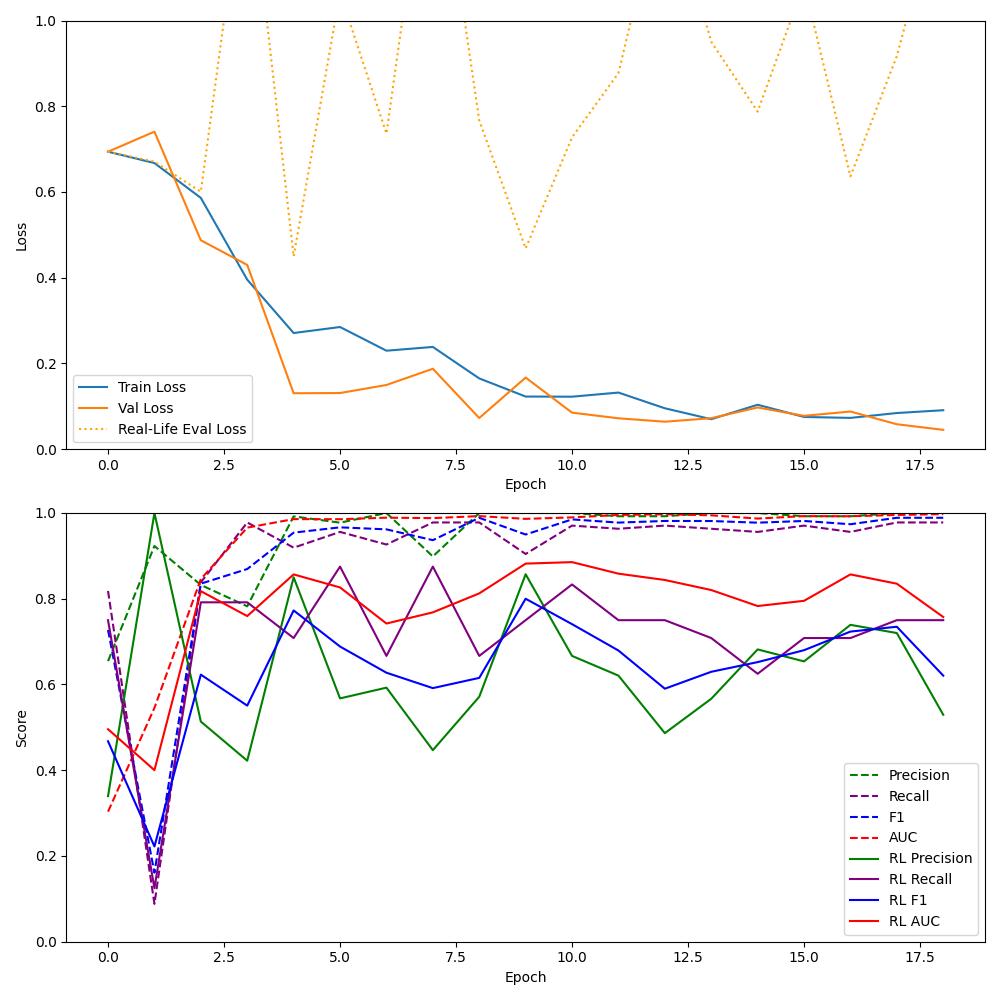 1.0
0.8
0.6
0.4
0.2
0.0
Loss
Train Loss
Val Loss
Real-Life Eval Loss
0.0 2.5 5.0 7.5 10.0 12.5 15.0 17.5
Epoch
1.0
0.8
0.6
0.4
0.2
0.0
Score
Precision
Recall
F1
AUC
RL Precision
RL Recall
RL F1
RL AUC
0.0 2.5 5.0 7.5 10.0 12.5 15.0 17.5
Epoch